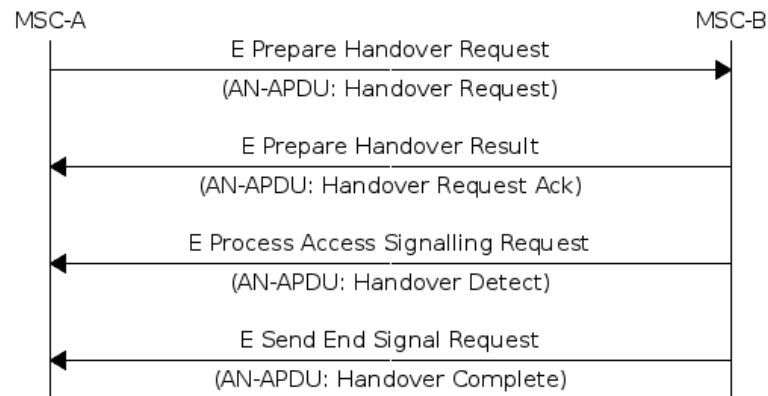 MSC-A MSC-B
E Prepare Handover Request
(AN-APDU: Handover Request)
E Prepare Handover Result
(AN-APDU: Handover Request Ack)
E Process Access Signalling Request
(AN-APDU: Handover Detect)
E Send End Signal Request
(AN-APDU: Handover Complete)